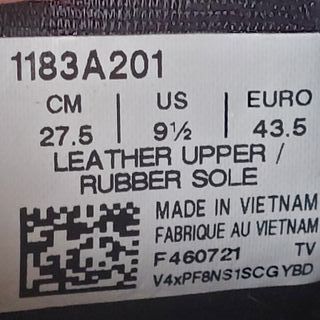 1183A201
CM US EURO
27.5 9½ 43.5
LEATHER UPPER /
RUBBER SOLE
MADE IN VIETNAM
FABRIQUE AU VIETNAM
F460721 TV
V4xPF8NS1SCGYBD